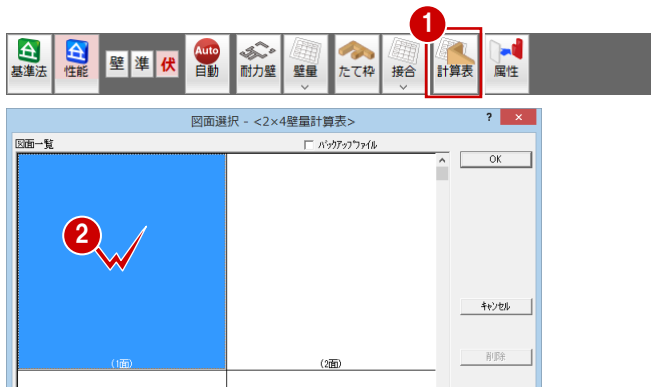 1
Auto
基準法 性能 壁 準 伏 自動 耐力壁 壁量 たて枠 接合 計算表 属性
図面選択 - <2×4壁量計算表> ? ×
図面一覧 バックアップファイル
OK
2
キャンセル
(1面) (2面) 削除